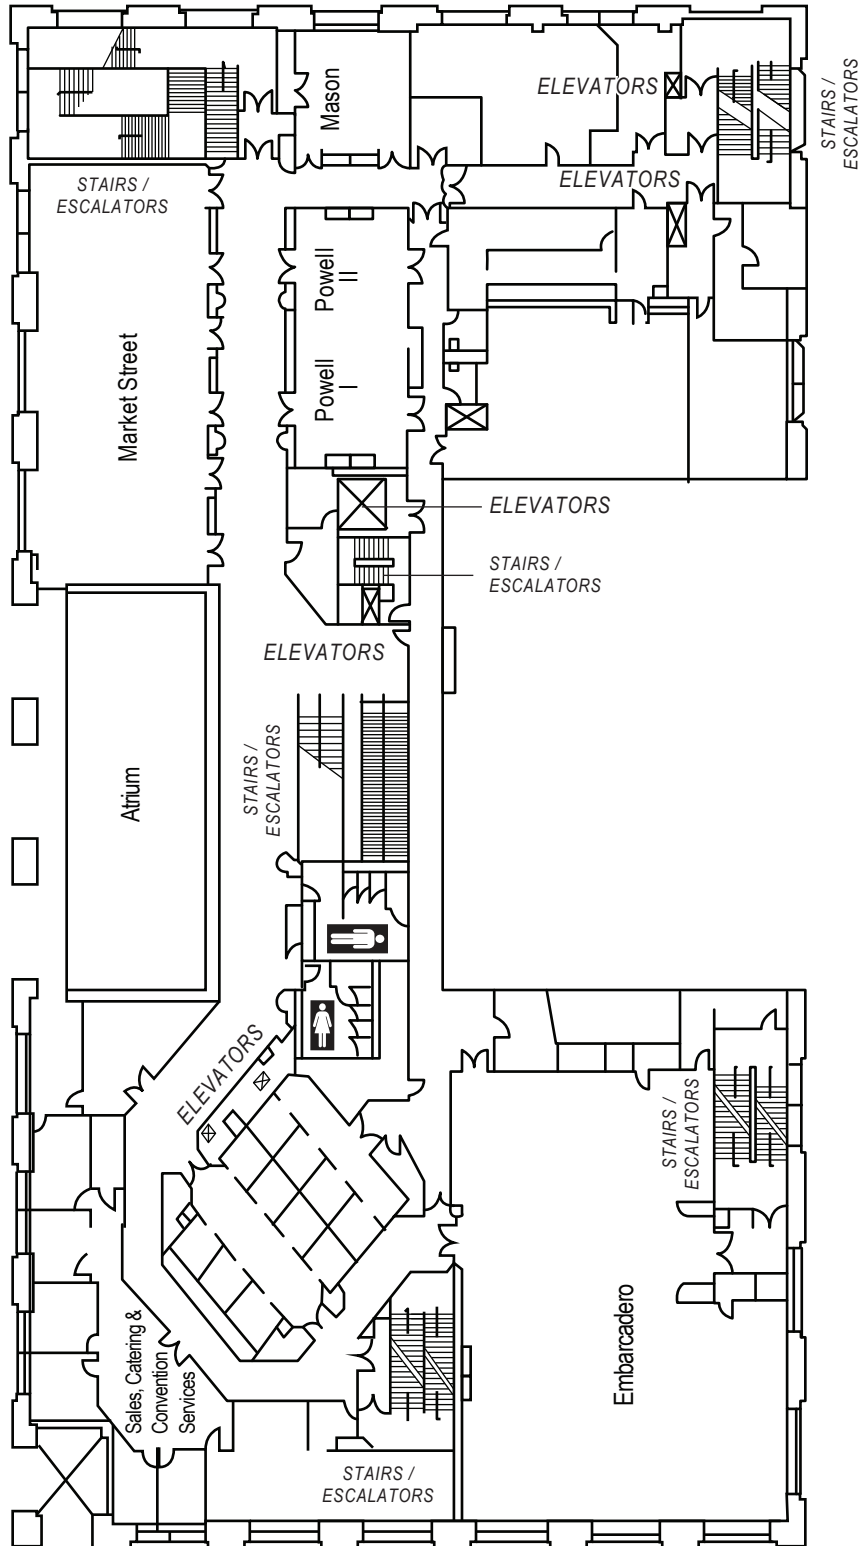 ELEVATORS
STAIRS /
ESCALATORS
Mason
ELEVATORS
STAIRS /
ESCALATORS
Powell
II
Market Street
Powell
I
ELEVATORS
STAIRS /
ESCALATORS
ELEVATORS
STAIRS /
ESCALATORS
Atrium
ELEVATORS
STAIRS /
ESCALATORS
Embarcadero
Sales, Catering &
Convention
Services
STAIRS /
ESCALATORS